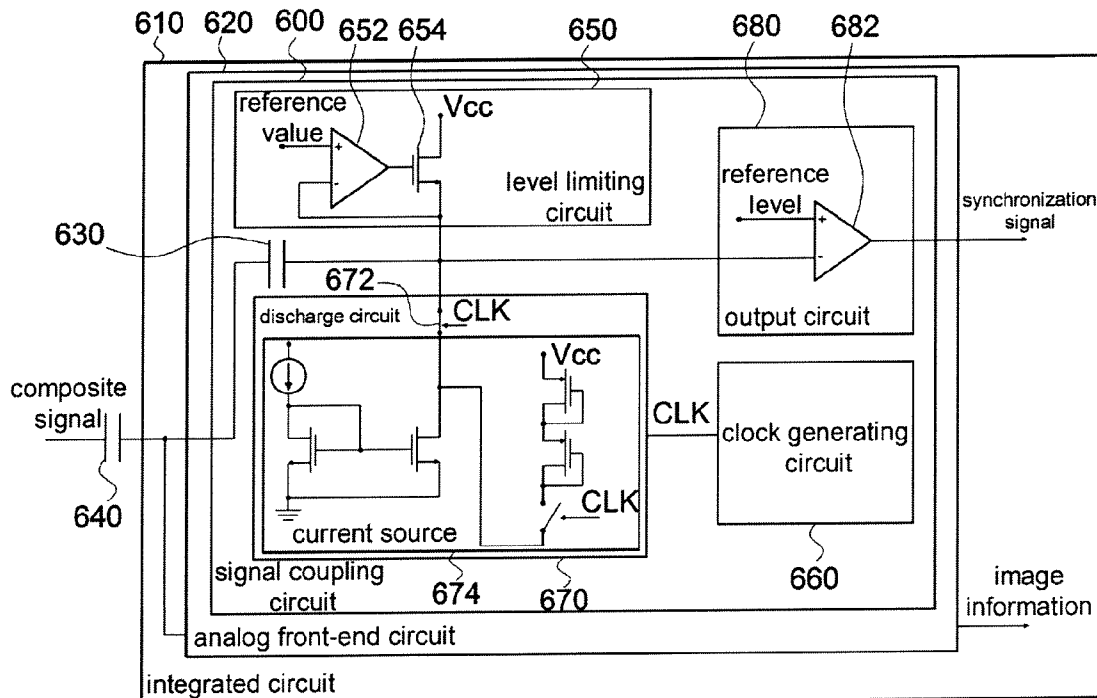 610
620
600
652
654
650
680
682
reference
value
+
-
Vcc
level limiting
circuit
reference
level
+
-
output circuit
synchronization
signal
630
672
discharge circuit
CLK
composite
signal
640
Vcc
CLK
current source
CLK
clock generating
circuit
signal coupling
circuit
674
670
660
image
information
analog front-end circuit
integrated circuit